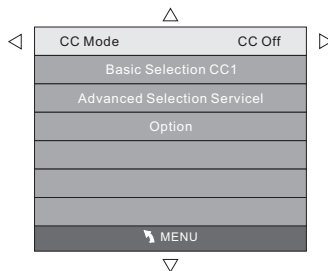 CC Mode CC Off
Basic Selection CC1
Advanced Selection Servicel
Option
MENU